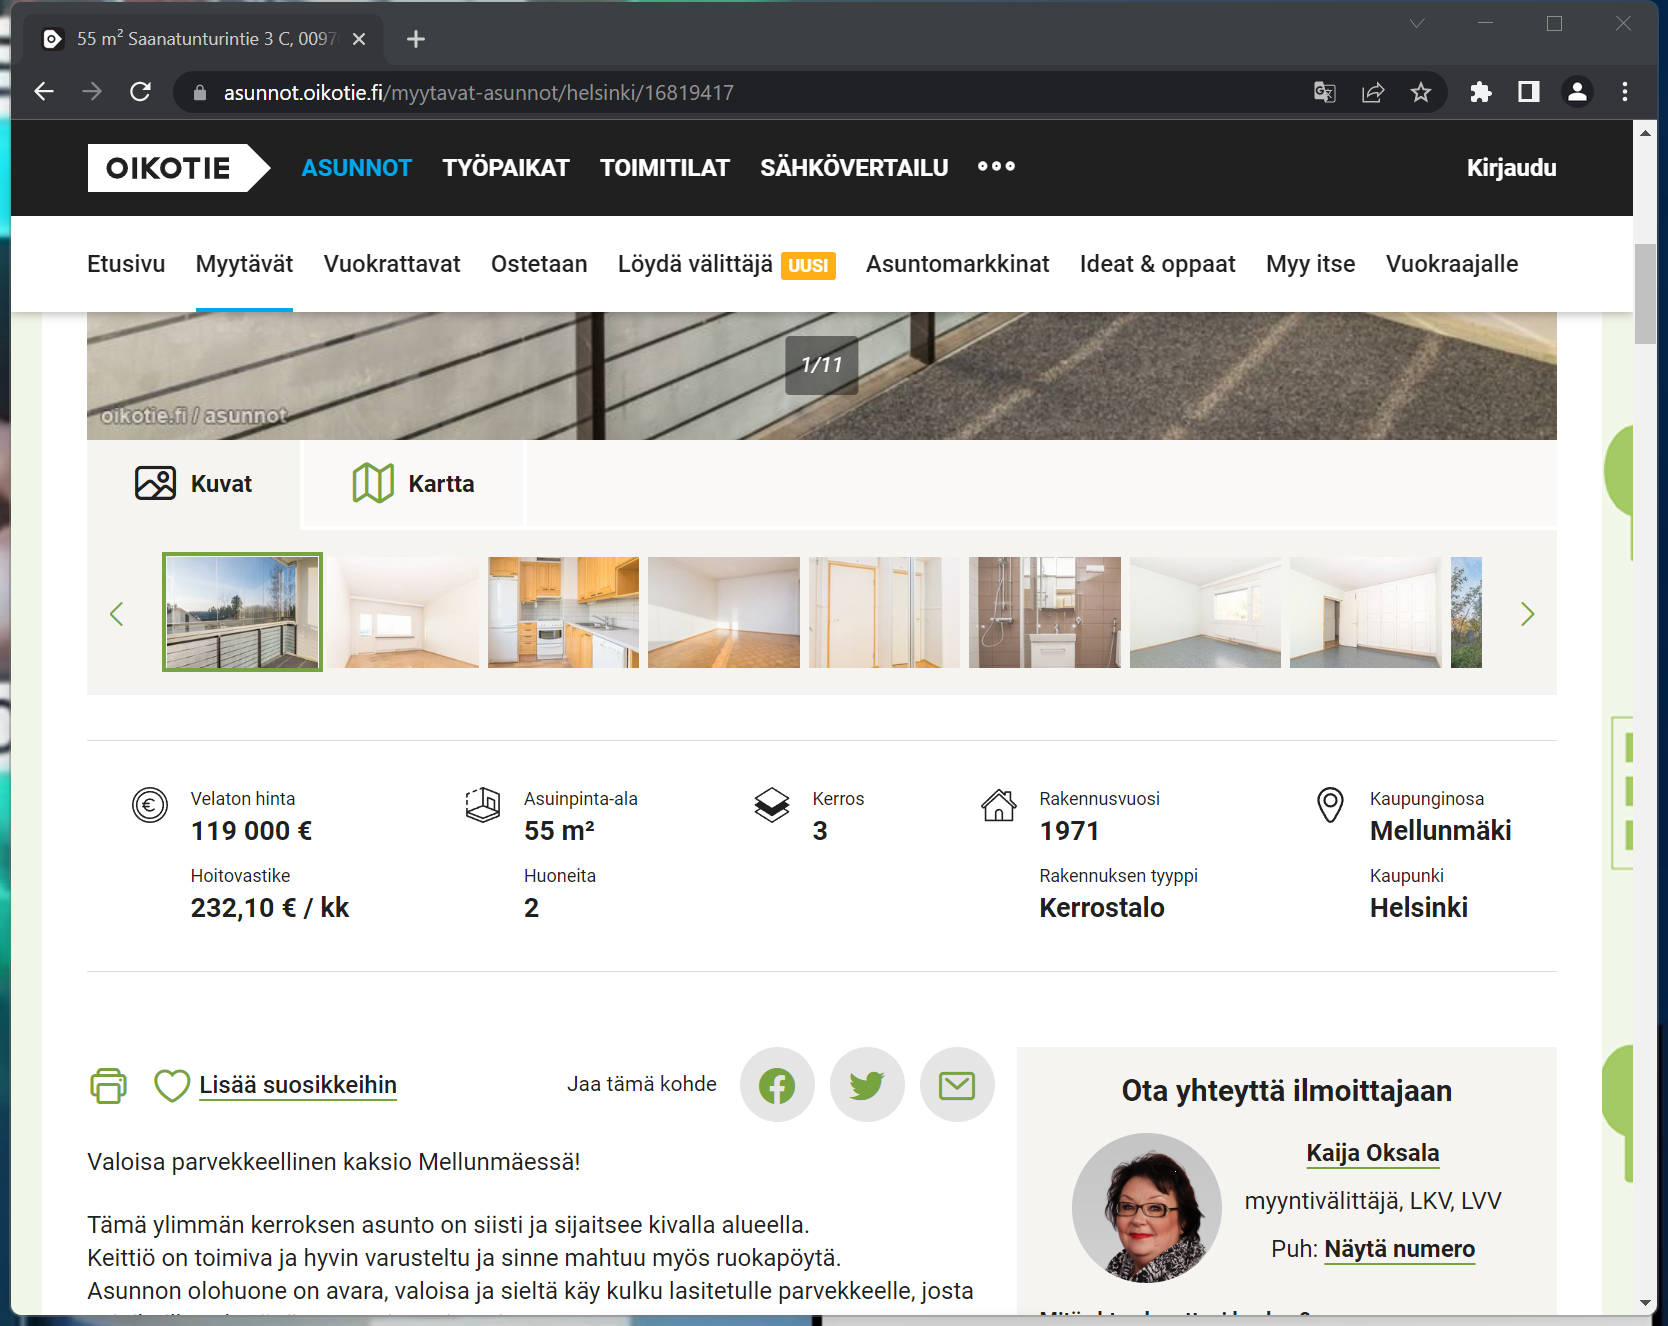 55 m² Saanatunturintie 3 C, 0097
asunnot.oikotie.fi/myytavat-asunnot/helsinki/16819417
OIKOTIE ASUNNOT TYÖPAIKAT TOIMITILAT SÄHKÖVERTAILU Kirjaudu
Etusivu Myytävät Vuokrattavat Ostetaan Löydä välittäjä UUSI Asuntomarkkinat Ideat & oppaat Myy itse Vuokraajalle
1/11
oikotie.fi / asunnot
Kuvat Kartta
Velaton hinta Asuinpinta-ala Kerros Rakennusvuosi Kaupunginosa
119 000 € 55 m² 3 1971 Mellunmäki
Hoitovastike Huoneita Rakennuksen tyyppi Kaupunki
232,10 € / kk 2 Kerrostalo Helsinki
Lisää suosikkeihin Jaa tämä kohde
Valoisa parvekkeellinen kaksio Mellunmäessä!
Tämä ylimmän kerroksen asunto on siisti ja sijaitsee kivalla alueella.
Keittiö on toimiva ja hyvin varusteltu ja sinne mahtuu myös ruokapöytä.
Asunnon olohuone on avara, valoisa ja sieltä käy kulku lasitetulle parvekkeelle, josta
Ota yhteyttä ilmoittajaan
Kaija Oksala
myyntivälittäjä, LKV, LVV
Puh: Näytä numero